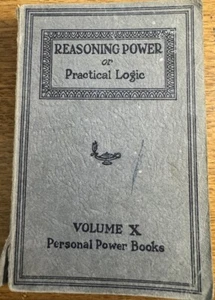 REASONING POWER
or
Practical Logic
VOLUME X
Personal Power Books